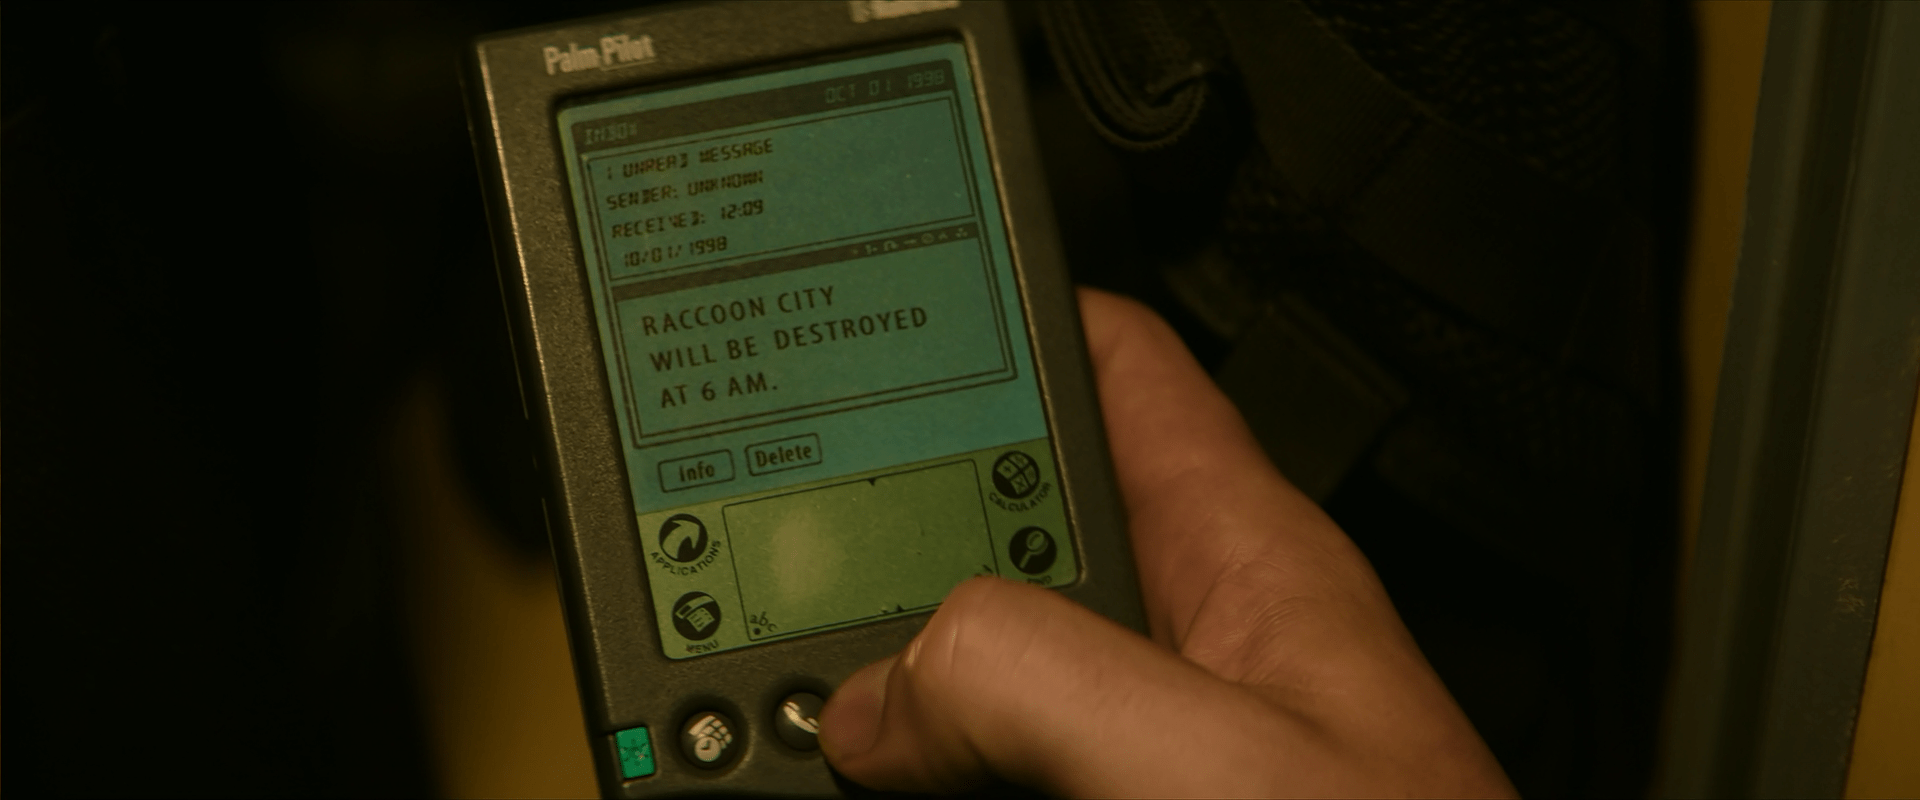 Palm Pilot
OCT 01 1998
INBOX
1 UNREAD MESSAGE
SENDER: UNKNOWN
RECEIVED: 12:09
10/01/1998
RACCOON CITY
WILL BE DESTROYED
AT 6 AM.
Info Delete
APPLICATIONS
CALCULATOR
MENU
FIND
abc